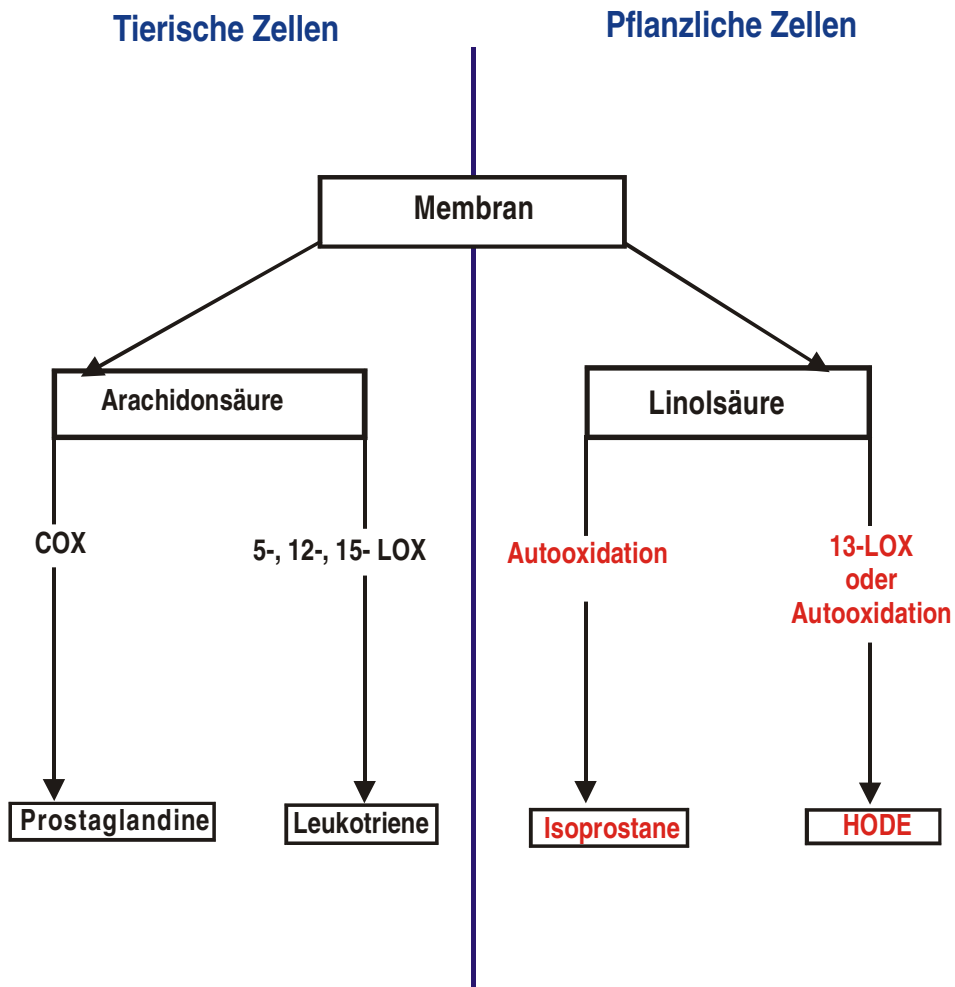 Tierische Zellen
Pflanzliche Zellen
Membran
Arachidonsäure
Linolsäure
COX
5-, 12-, 15- LOX
Autooxidation
13-LOX
oder
Autooxidation
Prostaglandine
Leukotriene
Isoprostane
HODE